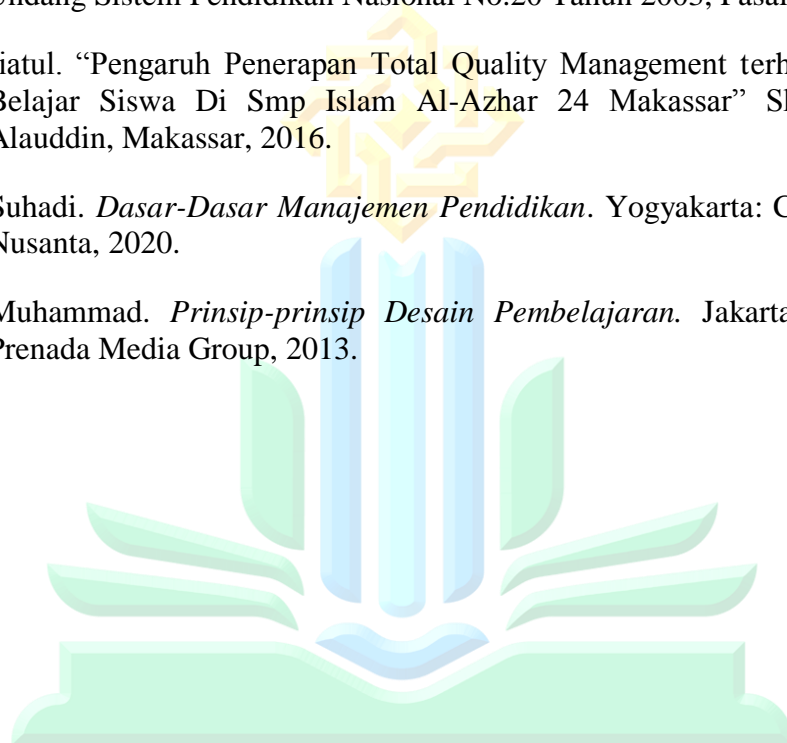 Undang Sistem Pendidikan Nasional No.20 Tahun 2003, Pasal
iatul. “Pengaruh Penerapan Total Quality Management terh
Belajar Siswa Di Smp Islam Al-Azhar 24 Makassar”
Alauddin, Makassar, 2016.
Suhadi. Dasar-Dasar Manajemen Pendidikan. Yogyakarta:
Nusanta, 2020.
Muhammad. Prinsip-prinsip Desain Pembelajaran. Jakarta
Prenada Media Group, 2013.